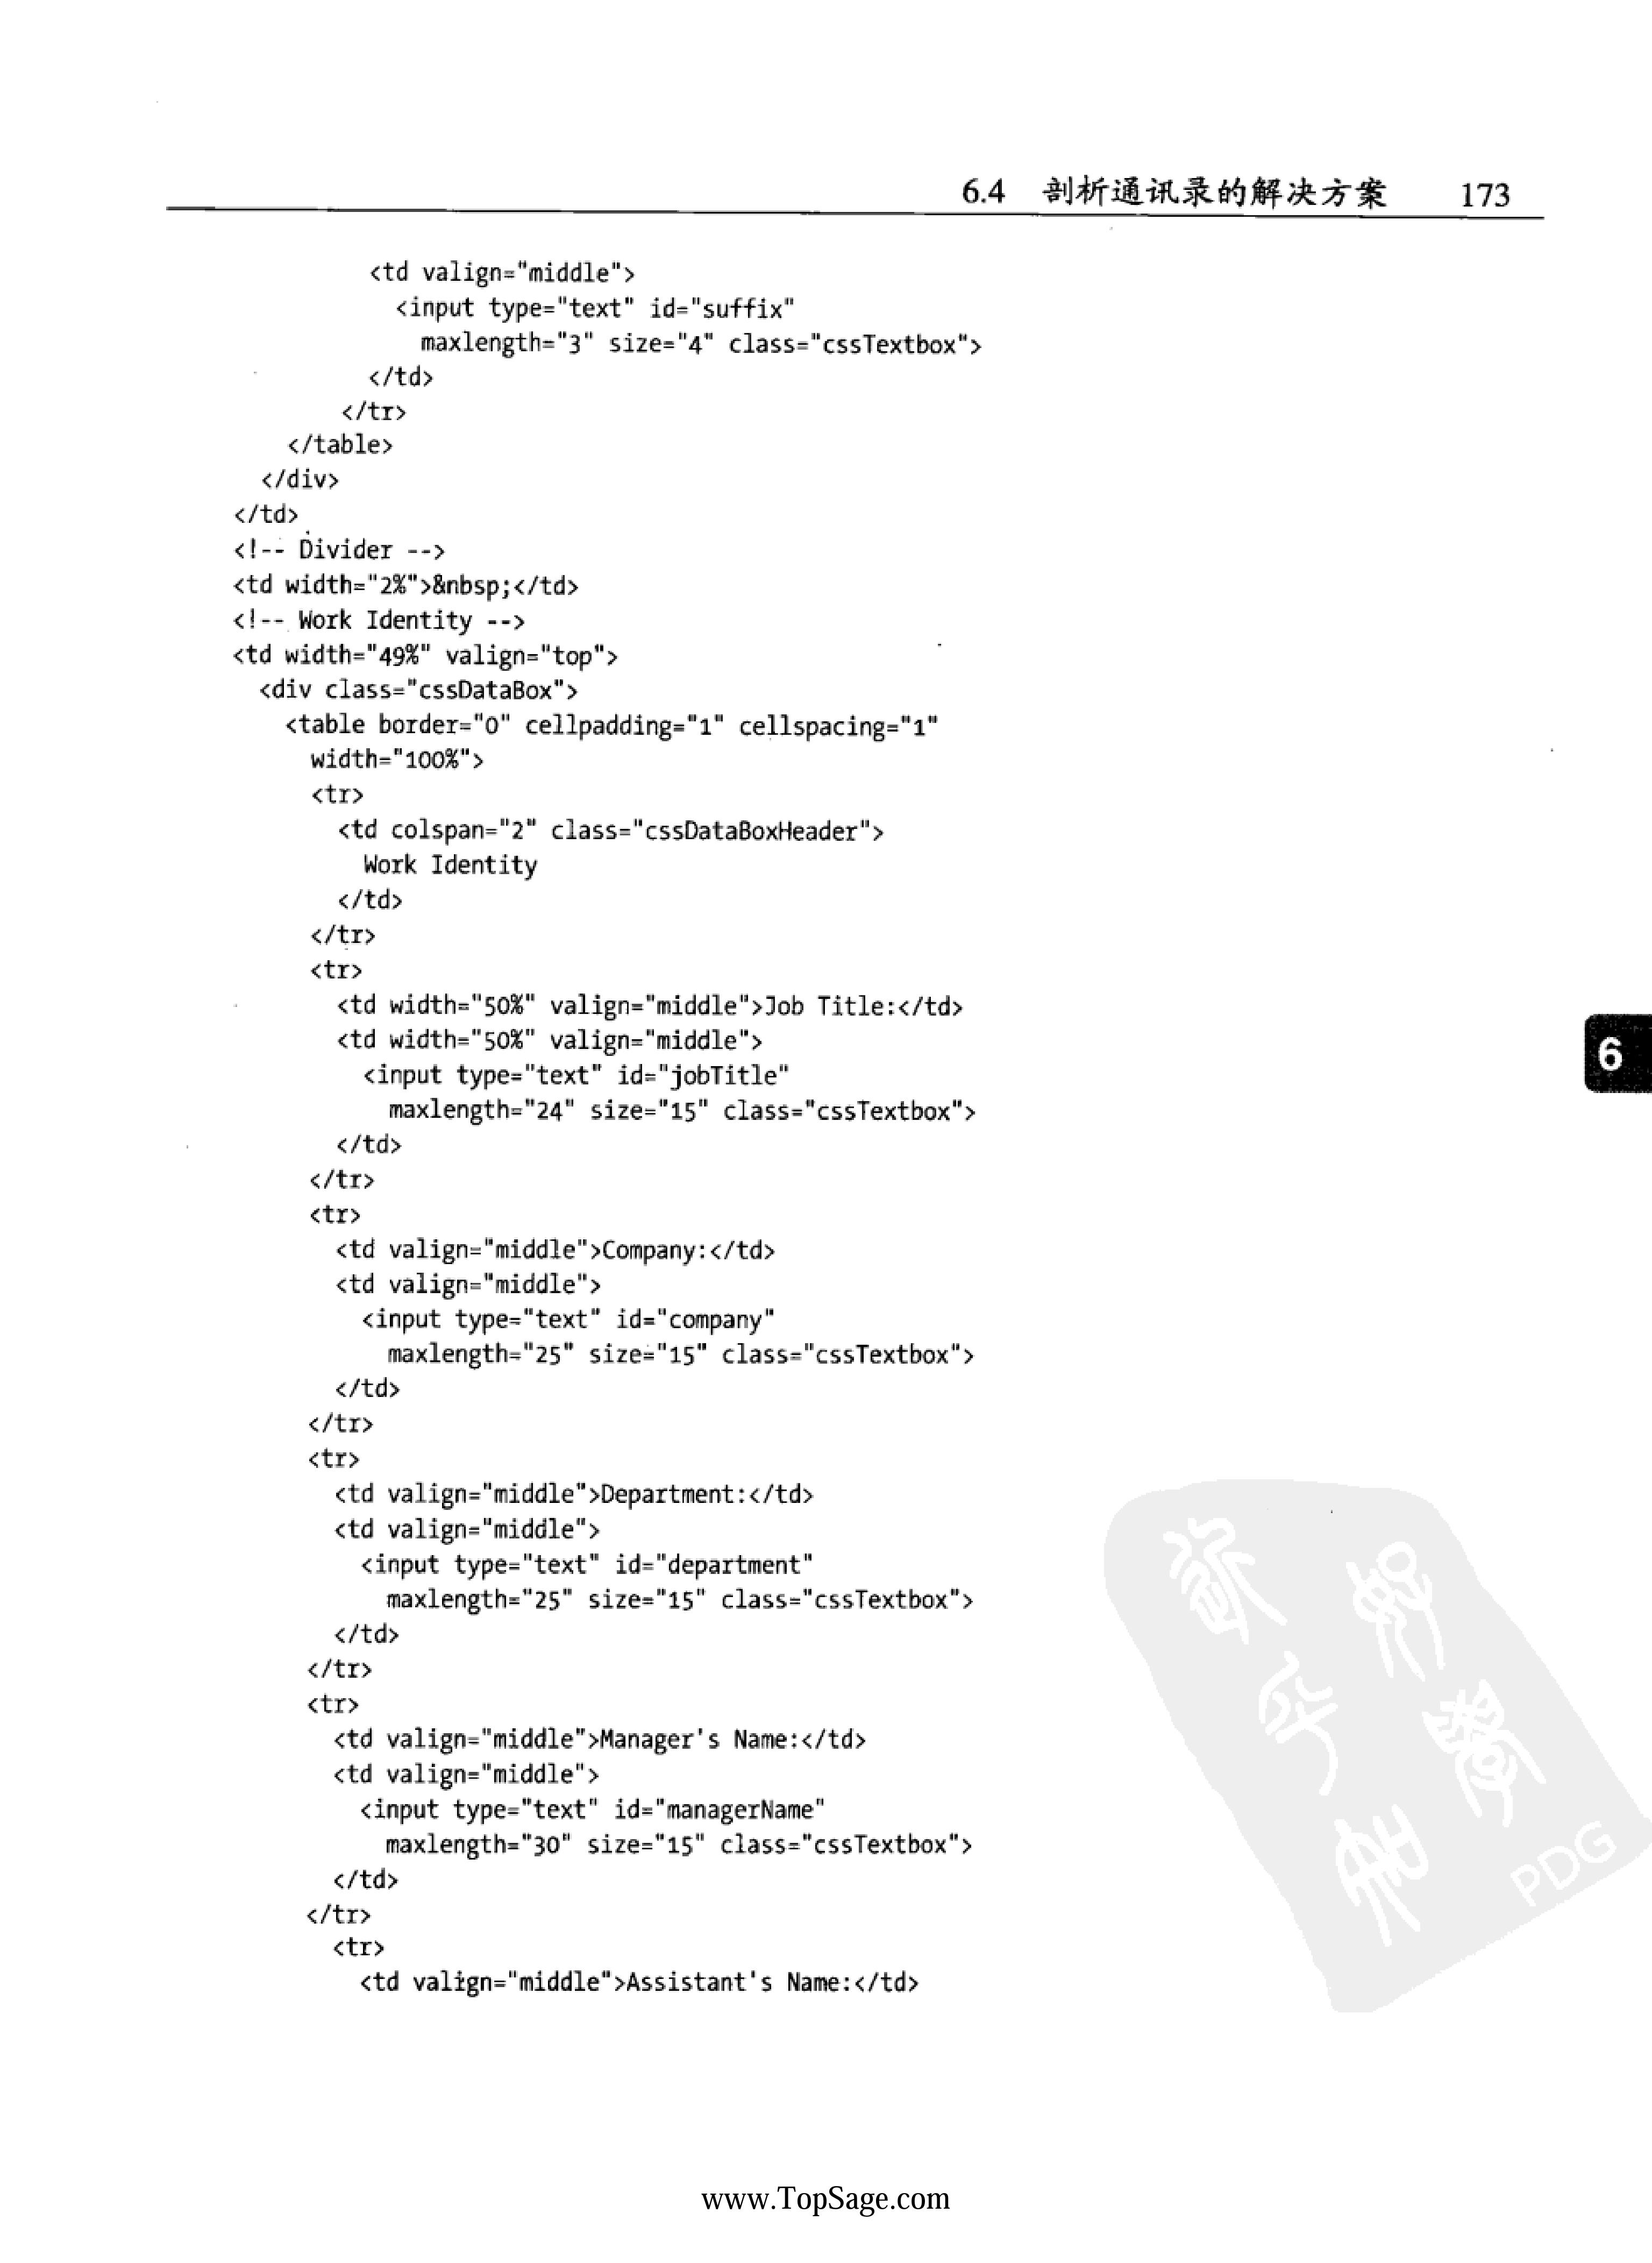 6.4 剖析通讯录的解决方案 173
          <td valign="middle">
            <input type="text" id="suffix"
              maxlength="3" size="4" class="cssTextbox">
          </td>
        </tr>
    </table>
  </div>
</td>
<!-- Divider -->
<td width="2%">&nbsp;</td>
<!-- Work Identity -->
<td width="49%" valign="top">
  <div class="cssDataBox">
    <table border="0" cellpadding="1" cellspacing="1"
      width="100%">
      <tr>
        <td colspan="2" class="cssDataBoxHeader">
          Work Identity
        </td>
      </tr>
      <tr>
        <td width="50%" valign="middle">Job Title:</td>
        <td width="50%" valign="middle">
          <input type="text" id="jobTitle"
            maxlength="24" size="15" class="cssTextbox">
        </td>
      </tr>
      <tr>
        <td valign="middle">Company:</td>
        <td valign="middle">
          <input type="text" id="company"
            maxlength="25" size="15" class="cssTextbox">
        </td>
      </tr>
      <tr>
        <td valign="middle">Department:</td>
        <td valign="middle">
          <input type="text" id="department"
            maxlength="25" size="15" class="cssTextbox">
        </td>
      </tr>
      <tr>
        <td valign="middle">Manager's Name:</td>
        <td valign="middle">
          <input type="text" id="managerName"
            maxlength="30" size="15" class="cssTextbox">
        </td>
      </tr>
        <tr>
          <td valign="middle">Assistant's Name:</td>
6
PDG
www.TopSage.com